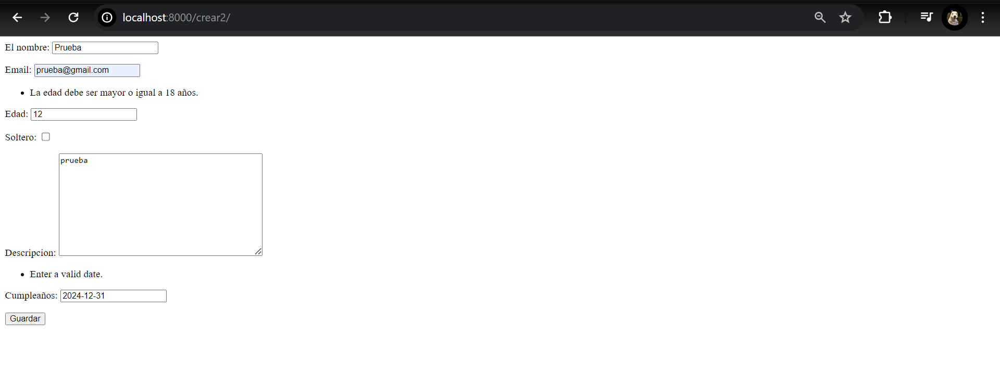 localhost:8000/crear2/
El nombre: Prueba
Email: prueba@gmail.com
La edad debe ser mayor o igual a 18 años.
Edad: 12
Soltero:
prueba
Descripcion:
Enter a valid date.
Cumpleaños: 2024-12-31
Guardar